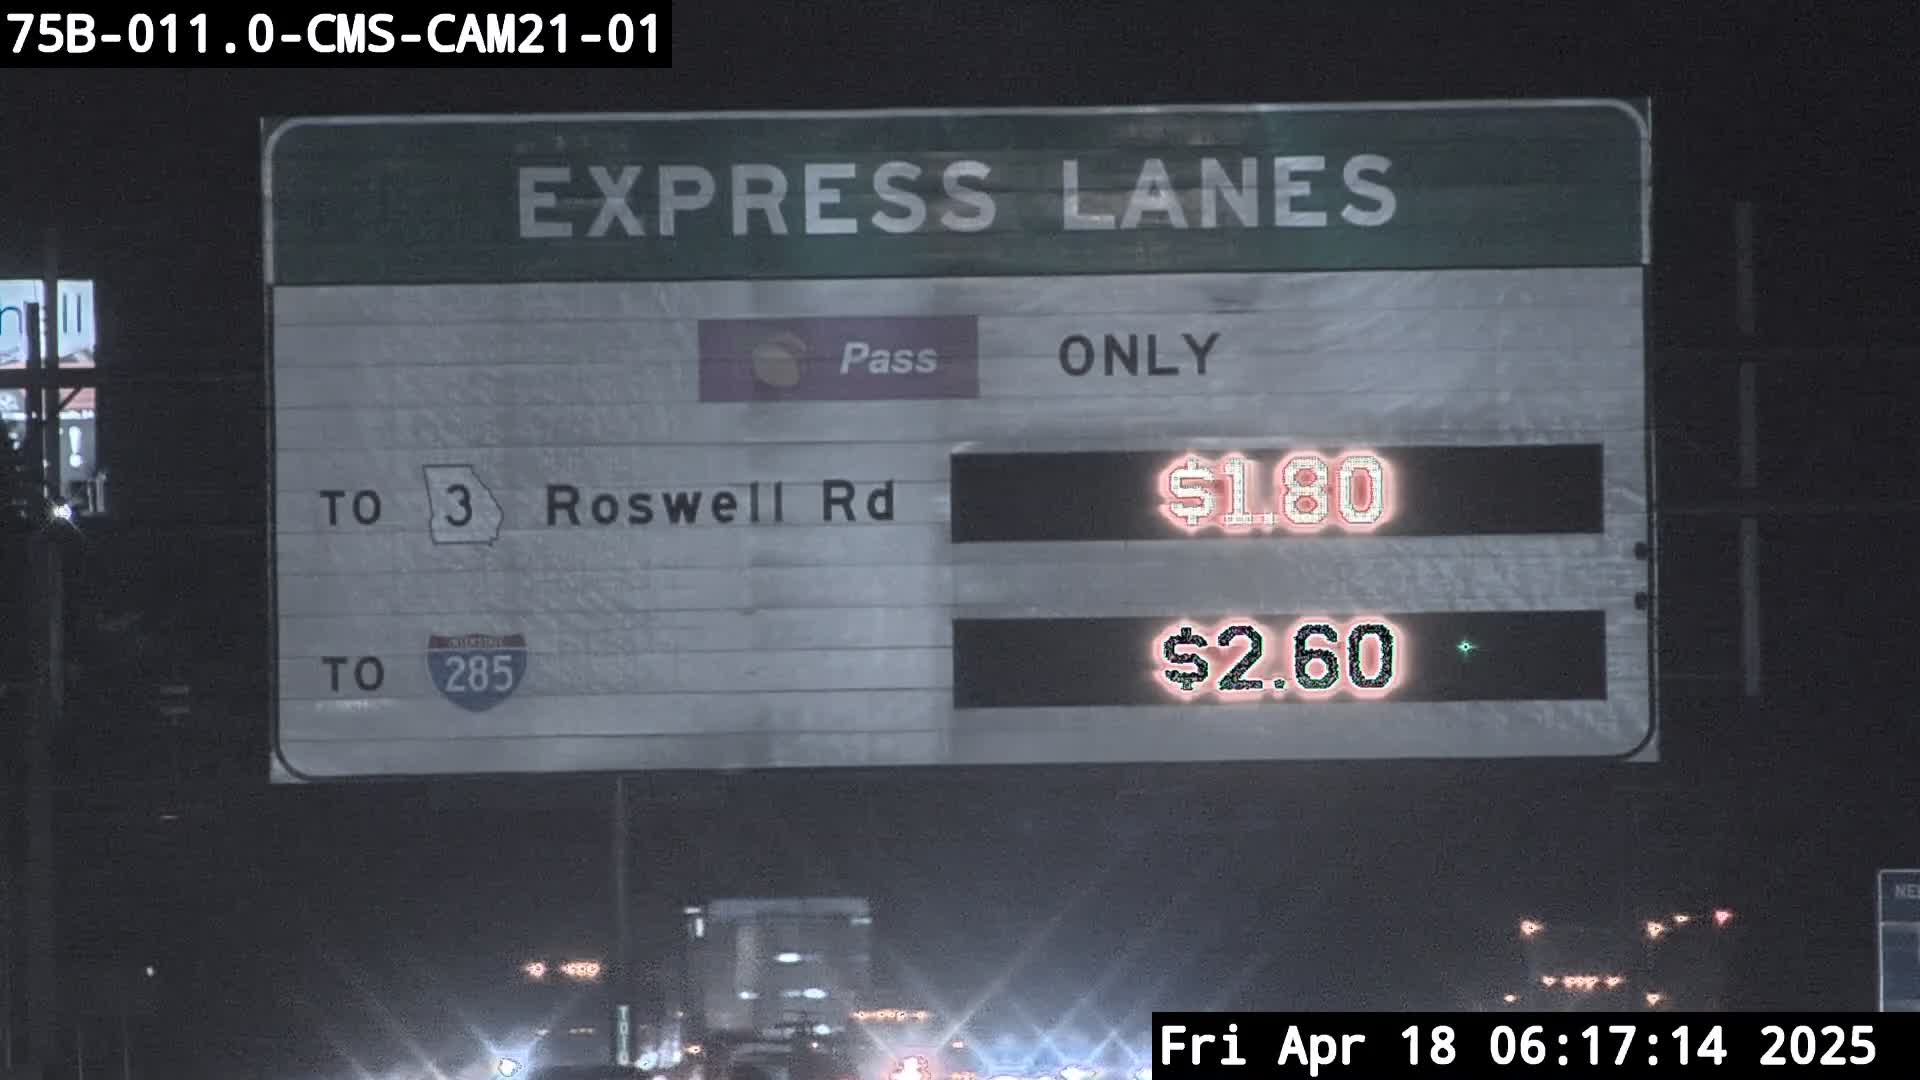 75B-011.0-CMS-CAM21-01
EXPRESS LANES
Pass ONLY
TO 3 Roswell Rd $1.80
INTERSTATE
TO 285 $2.60
Fri Apr 18 06:17:14 2025